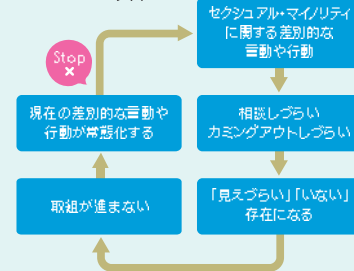 セクシュアル・マイノリティ
に関する差別的な
言動や行動
Stop
×
現在の差別的な言動や
行動が常態化する
相談しづらい
カミングアウトしづらい
取組が進まない
「見えづらい」「いない」
存在になる